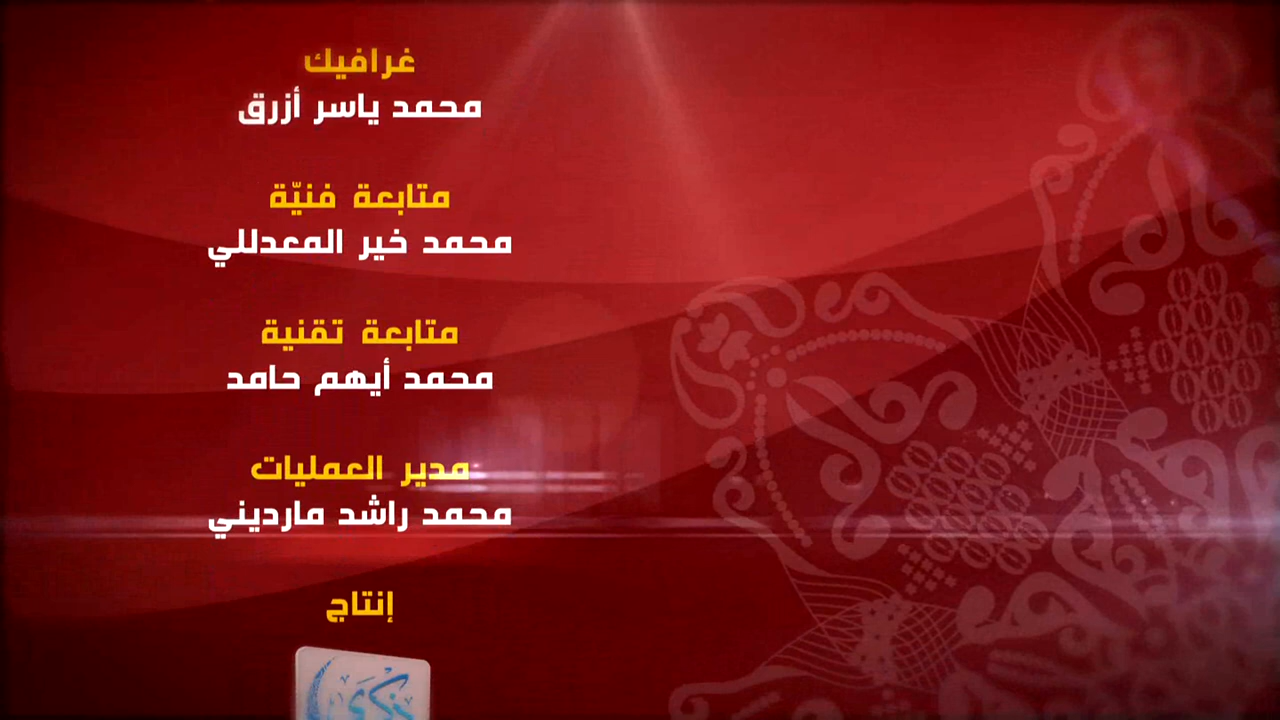 غرافيك
محمد ياسر أزرق
متابعة فنيّة
محمد خير المعدللي
متابعة تقنية
محمد أيهم حامد
مدير العمليات
محمد راشد مارديني
إنتاج